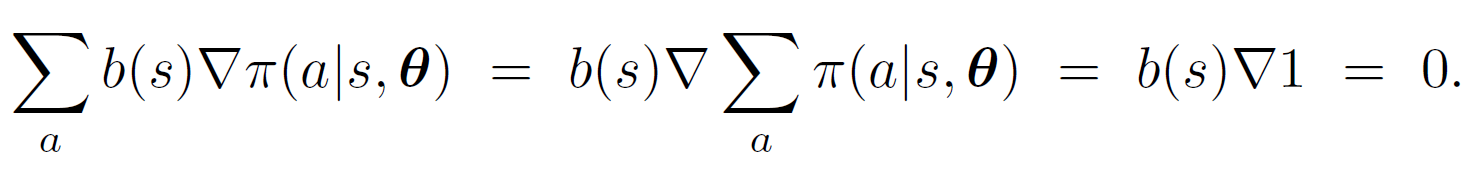 ∑_a b(s)∇π(a|s, θ) = b(s)∇ ∑_a π(a|s, θ) = b(s)∇1 = 0.